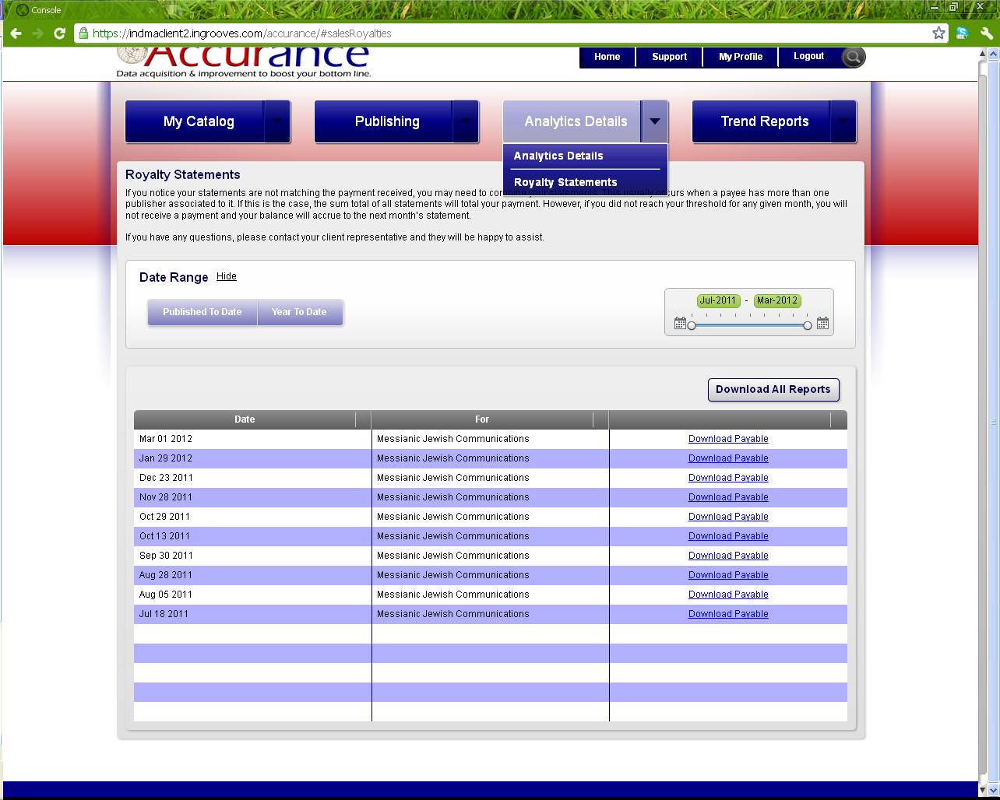 Console
https://indmaclient2.ingrooves.com/accurance/#salesRoyalties
Accurance
Data acquisition & improvement to boost your bottom line.
Home Support My Profile Logout
My Catalog Publishing Analytics Details Trend Reports
Analytics Details
Royalty Statements
Royalty Statements
If you notice your statements are not matching the payment received, you may need to combine your statements. This usually occurs when a payee has more than one
publisher associated to it. If this is the case, the sum total of all statements will total your payment. However, if you did not reach your threshold for any given month, you will
not receive a payment and your balance will accrue to the next month's statement.
If you have any questions, please contact your client representative and they will be happy to assist.
Date Range Hide
Published To Date Year To Date
Jul-2011 - Mar-2012
Download All Reports
Date For
Mar 01 2012 Messianic Jewish Communications Download Payable
Jan 29 2012 Messianic Jewish Communications Download Payable
Dec 23 2011 Messianic Jewish Communications Download Payable
Nov 28 2011 Messianic Jewish Communications Download Payable
Oct 29 2011 Messianic Jewish Communications Download Payable
Oct 13 2011 Messianic Jewish Communications Download Payable
Sep 30 2011 Messianic Jewish Communications Download Payable
Aug 28 2011 Messianic Jewish Communications Download Payable
Aug 05 2011 Messianic Jewish Communications Download Payable
Jul 18 2011 Messianic Jewish Communications Download Payable